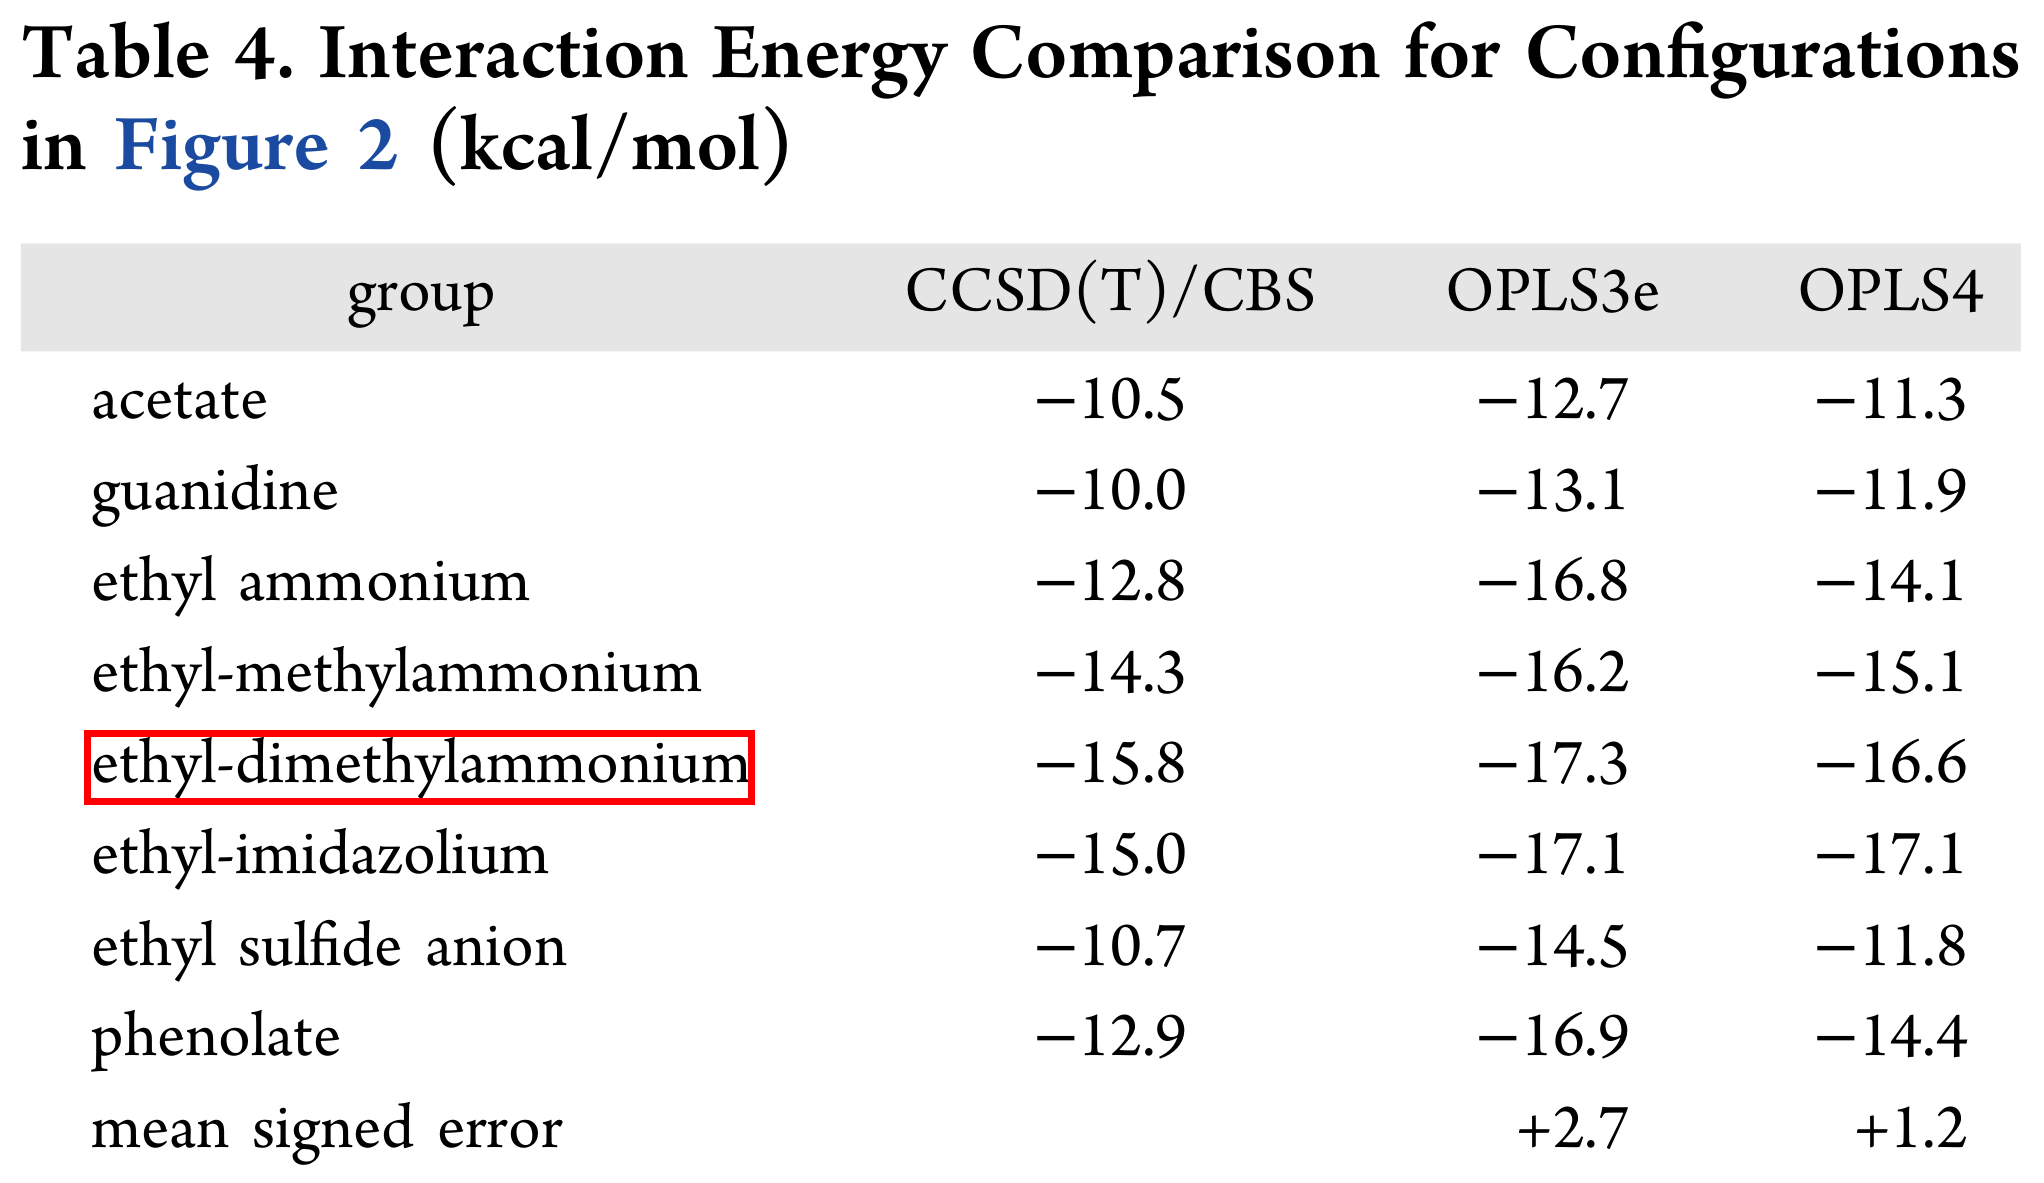 Table 4. Interaction Energy Comparison for Configurations
in Figure 2 (kcal/mol)
group CCSD(T)/CBS OPLS3e OPLS4
acetate −10.5 −12.7 −11.3
guanidine −10.0 −13.1 −11.9
ethyl ammonium −12.8 −16.8 −14.1
ethyl-methylammonium −14.3 −16.2 −15.1
ethyl-dimethylammonium −15.8 −17.3 −16.6
ethyl-imidazolium −15.0 −17.1 −17.1
ethyl sulfide anion −10.7 −14.5 −11.8
phenolate −12.9 −16.9 −14.4
mean signed error +2.7 +1.2